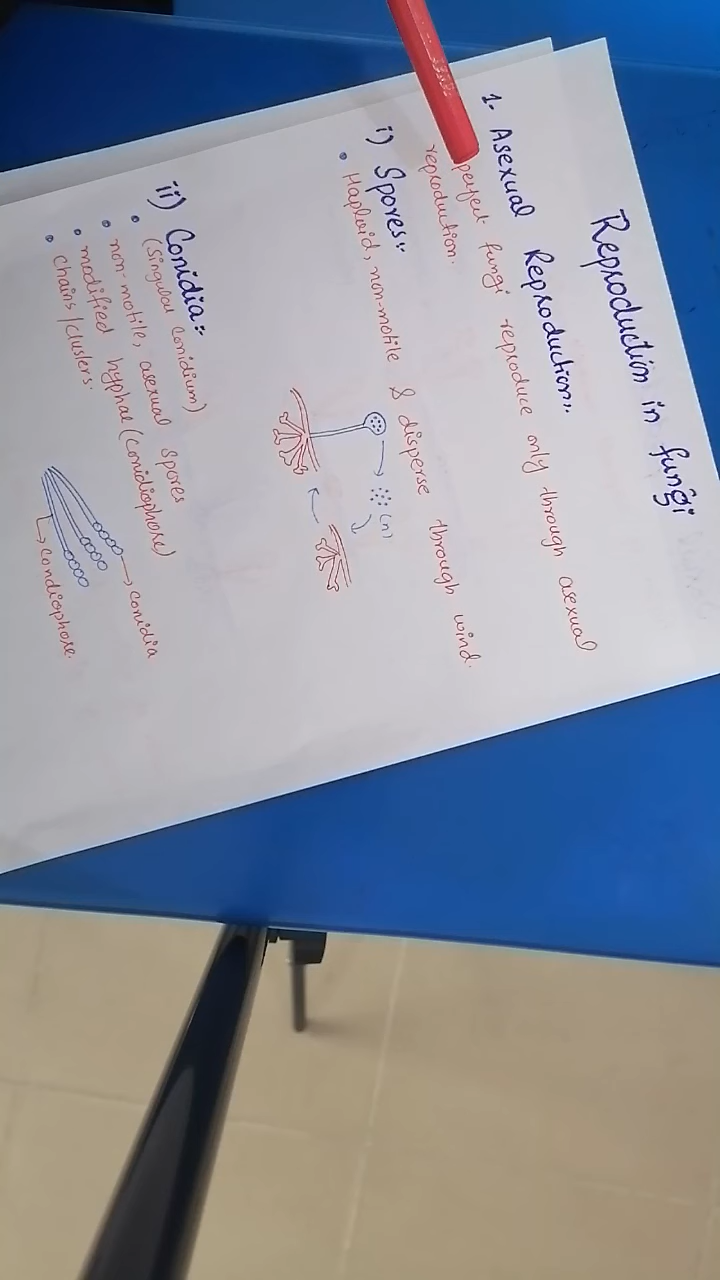 Reproduction in fungi
1. Asexual Reproduction:-
perfect fungi reproduce only through asexual
reproduction.
i) Spores:-
• Haploid, non-motile & disperse through wind.
(n)
ii) Conidia:-
• (Singular Conidium)
• non-motile, asexual spores
• modified hyphae (Conidiophore)
• chains/clusters.
→ conidia
→ condiophore.